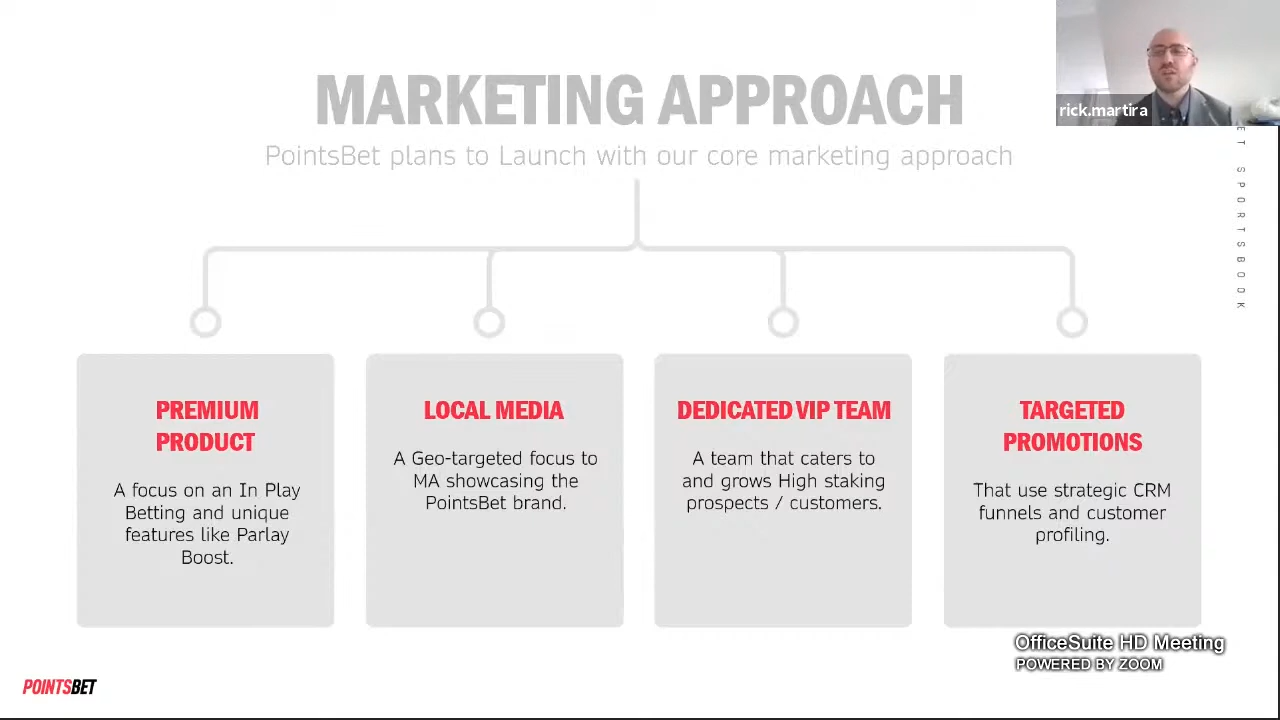 MARKETING APPROACH
PointsBet plans to Launch with our core marketing approach
rick.martira
ET SPORTSBOOK
PREMIUM
PRODUCT
A focus on an In Play
Betting and unique
features like Parlay
Boost.
LOCAL MEDIA
A Geo-targeted focus to
MA showcasing the
PointsBet brand.
DEDICATED VIP TEAM
A team that caters to
and grows High staking
prospects / customers.
TARGETED
PROMOTIONS
That use strategic CRM
funnels and customer
profiling.
OfficeSuite HD Meeting
POWERED BY ZOOM
POINTSBET